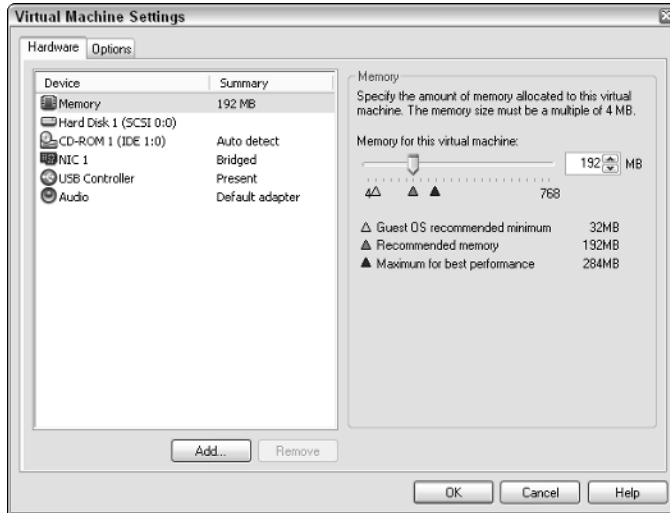 Virtual Machine Settings
Hardware
Options
Device Summary
Memory 192 MB
Hard Disk 1 (SCSI 0:0)
CD-ROM 1 (IDE 1:0) Auto detect
NIC 1 Bridged
USB Controller Present
Audio Default adapter
Add...
Remove
Memory
Specify the amount of memory allocated to this virtual
machine. The memory size must be a multiple of 4 MB.
Memory for this virtual machine:
192 MB
4 768
Guest OS recommended minimum 32MB
Recommended memory 192MB
Maximum for best performance 284MB
OK
Cancel
Help